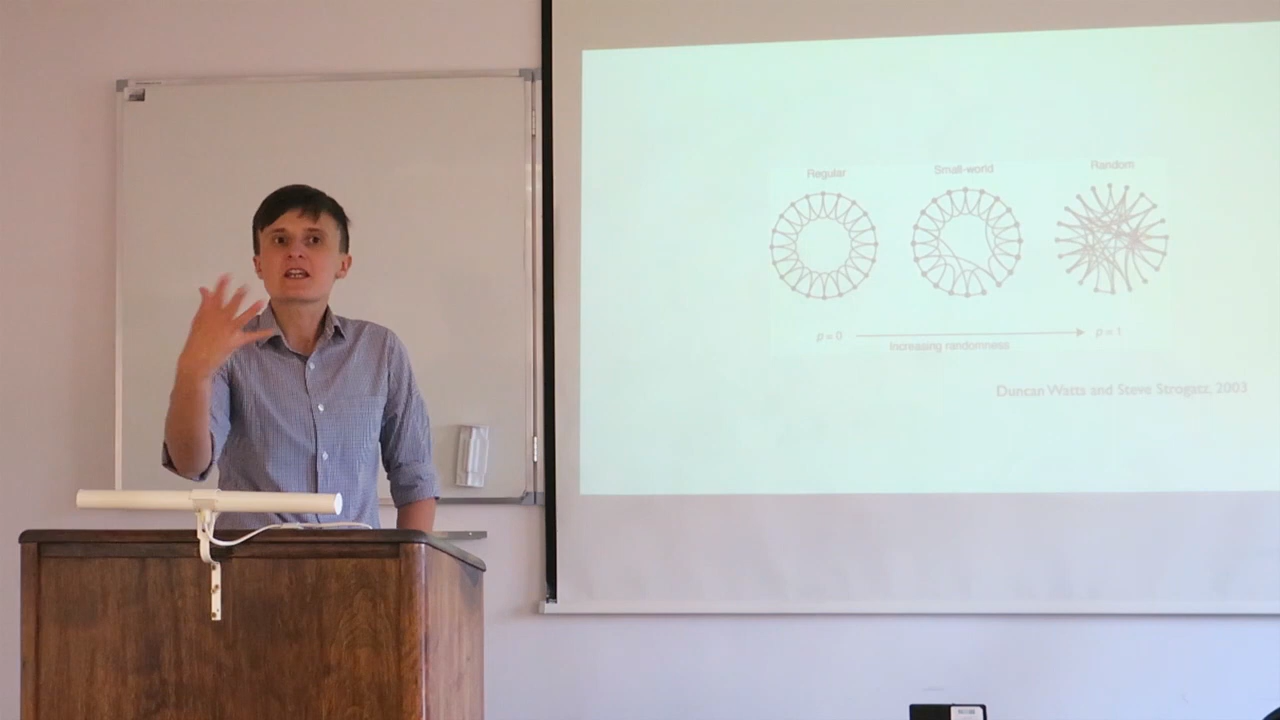 Regular
Small-world
Random
p = 0
p = 1
Increasing randomness
Duncan Watts and Steve Strogatz, 2003